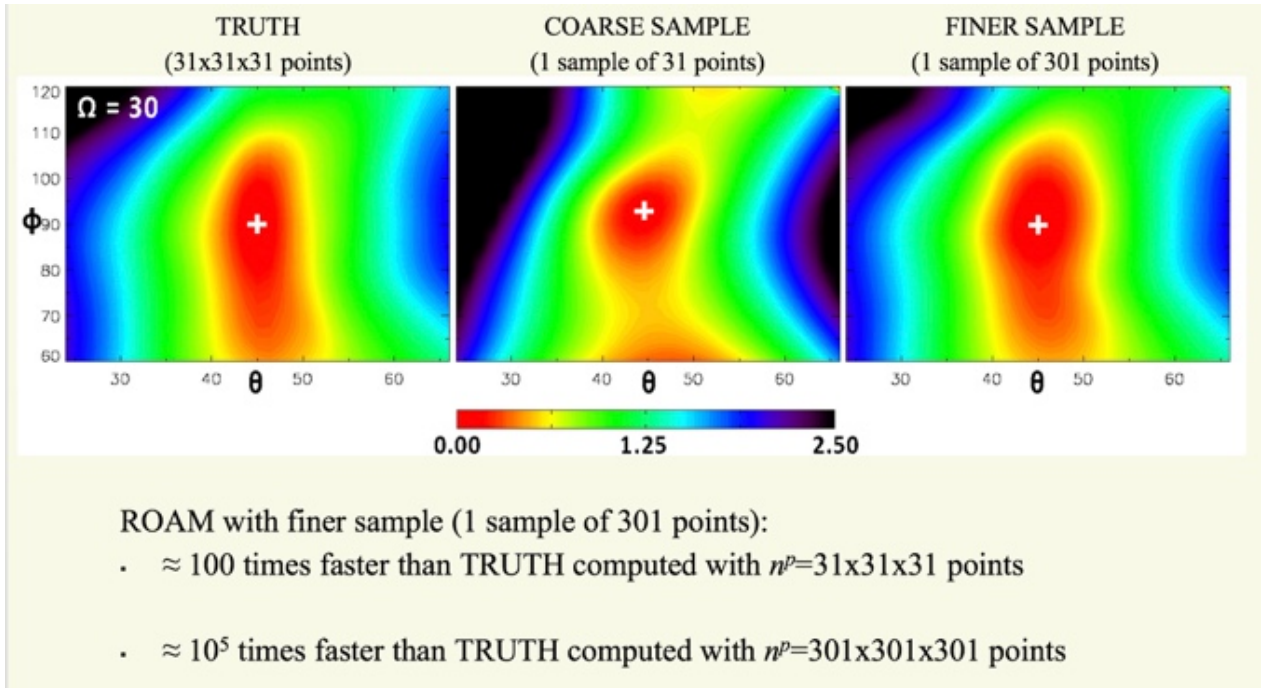 TRUTH
(31x31x31 points)
COARSE SAMPLE
(1 sample of 31 points)
FINER SAMPLE
(1 sample of 301 points)
Ω = 30
120
110
100
ϕ 90
80
70
60
30 40 θ 50 60
30 40 θ 50 60
30 40 θ 50 60
0.00 1.25 2.50
ROAM with finer sample (1 sample of 301 points):
· ≈ 100 times faster than TRUTH computed with nᵖ=31x31x31 points
· ≈ 10⁵ times faster than TRUTH computed with nᵖ=301x301x301 points